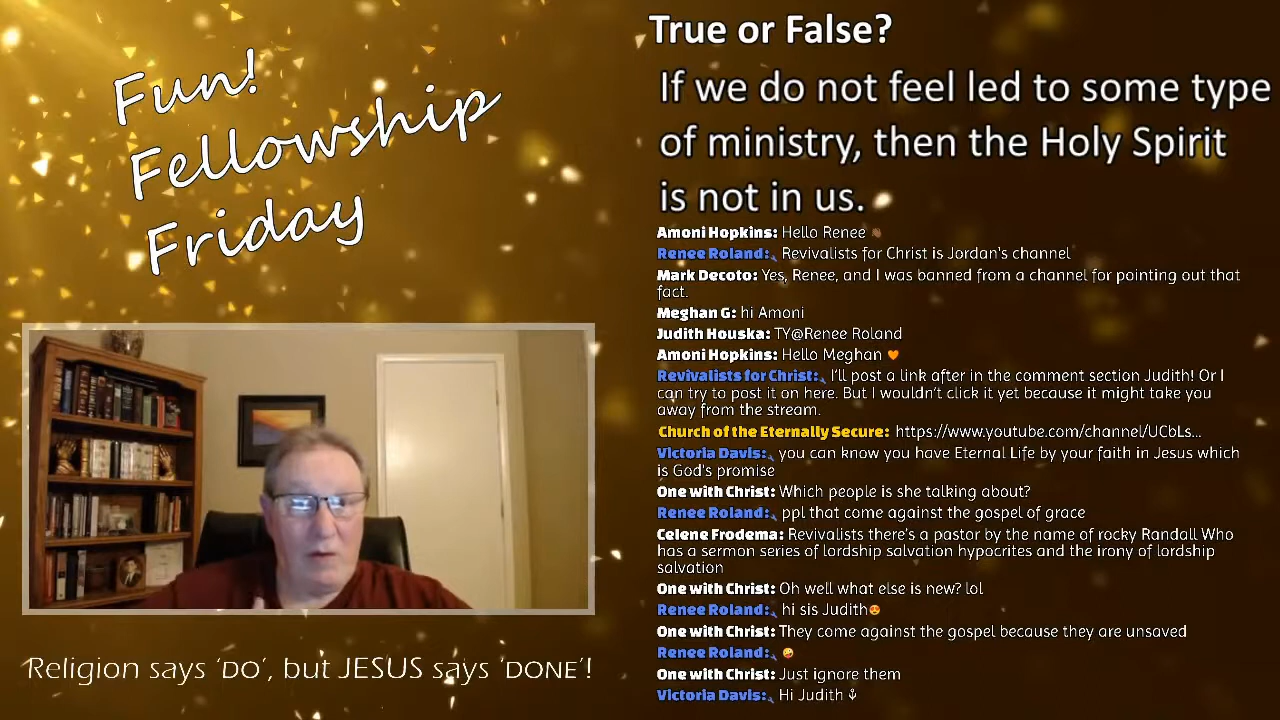 Fun!
Fellowship
Friday
Religion says 'DO', but JESUS says 'DONE'!
True or False?
If we do not feel led to some type
of ministry, then the Holy Spirit
is not in us.
Amoni Hopkins: Hello Renee
Renee Roland: Revivalists for Christ is Jordan's channel
Mark Decoto: Yes, Renee, and I was banned from a channel for pointing out that
fact.
Meghan G: hi Amoni
Judith Houska: TY@Renee Roland
Amoni Hopkins: Hello Meghan 🧡
Revivalists for Christ: I'll post a link after in the comment section Judith! Or I
can try to post it on here. But I wouldn't click it yet because it might take you
away from the stream.
Church of the Eternally Secure: https://www.youtube.com/channel/UCbLs...
Victoria Davis: you can know you have Eternal Life by your faith in Jesus which
is God's promise
One with Christ: Which people is she talking about?
Renee Roland: ppl that come against the gospel of grace
Celene Frodema: Revivalists there's a pastor by the name of rocky Randall Who
has a sermon series of lordship salvation hypocrites and the irony of lordship
salvation
One with Christ: Oh well what else is new? lol
Renee Roland: hi sis Judith😍
One with Christ: They come against the gospel because they are unsaved
Renee Roland: 🤪
One with Christ: Just ignore them
Victoria Davis: Hi Judith ⚘